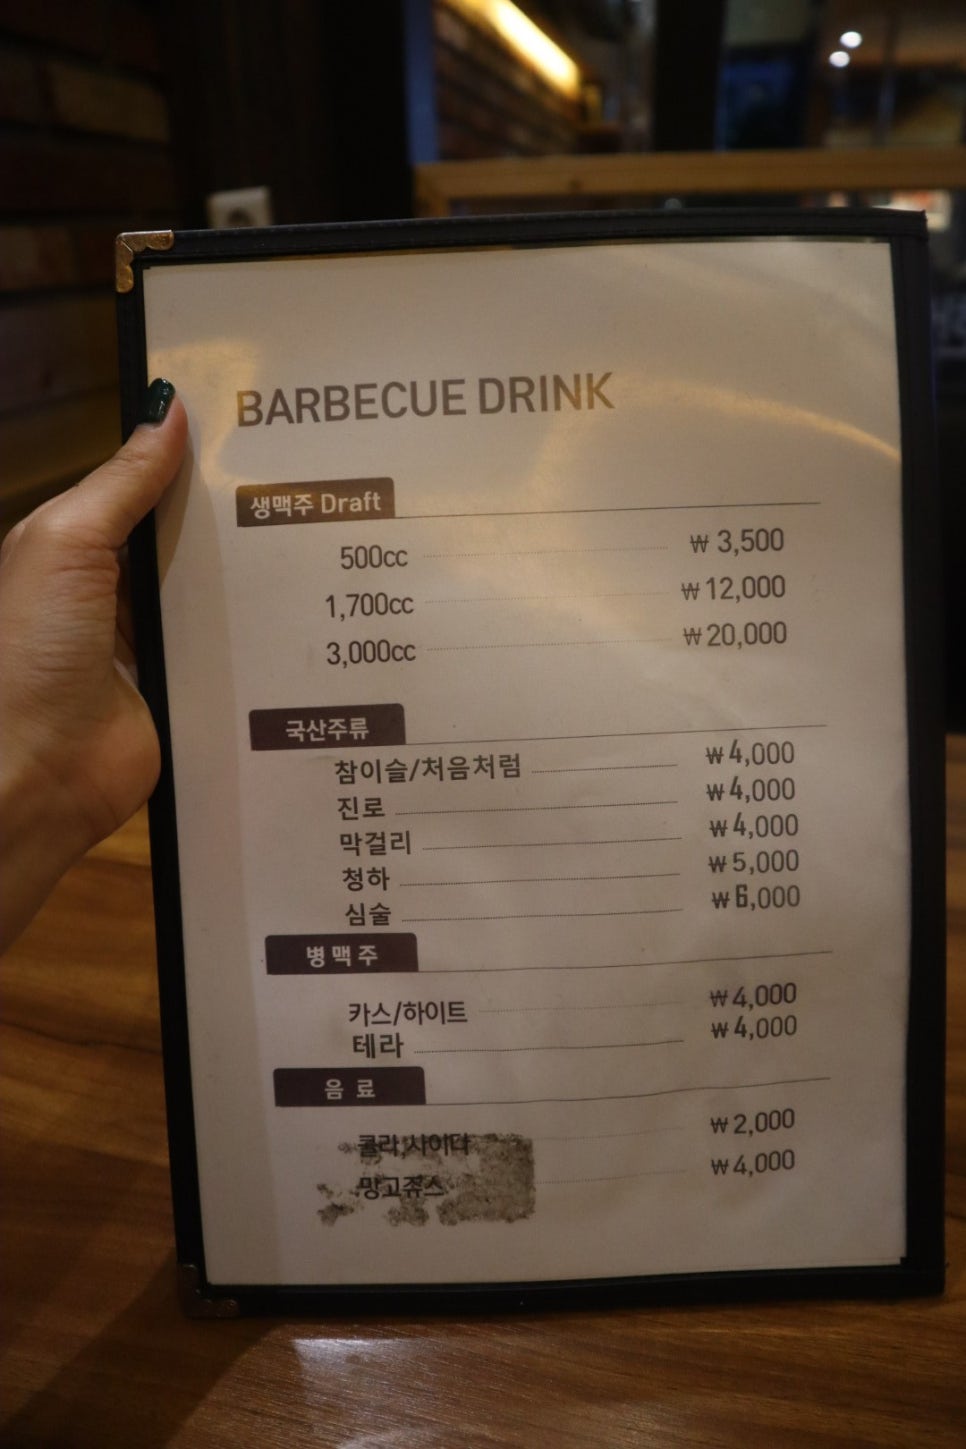 BARBECUE DRINK
생맥주 Draft
500cc ₩ 3,500
1,700cc ₩ 12,000
3,000cc ₩ 20,000
국산주류
참이슬/처음처럼 ₩ 4,000
진로 ₩ 4,000
막걸리 ₩ 4,000
청하 ₩ 5,000
심술 ₩ 6,000
병맥주
카스/하이트 ₩ 4,000
테라 ₩ 4,000
음료
콜라,사이다 ₩ 2,000
망고쥬스 ₩ 4,000